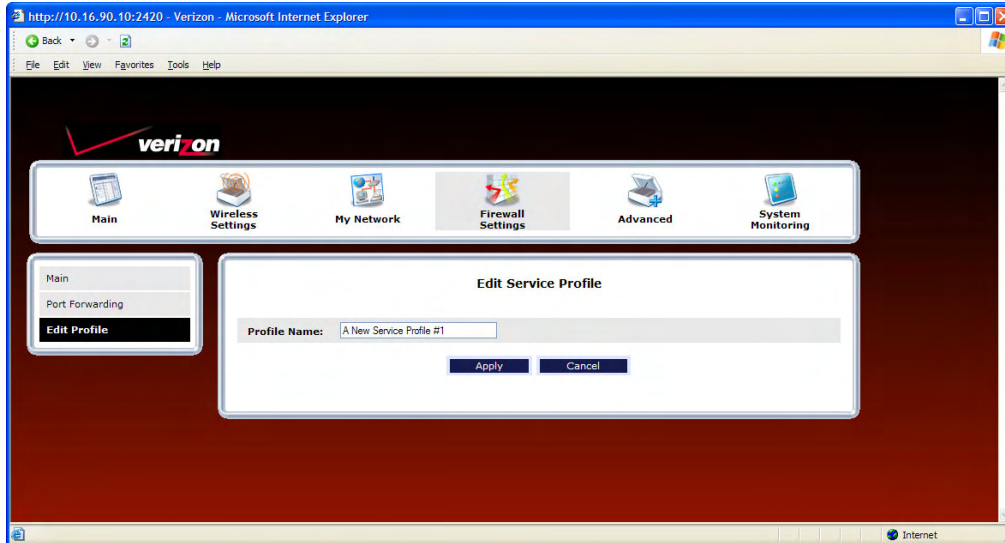 http://10.16.90.10:2420 - Verizon - Microsoft Internet Explorer
Back
File Edit View Favorites Tools Help
verizon
Main
Wireless Settings
My Network
Firewall Settings
Advanced
System Monitoring
Main
Port Forwarding
Edit Profile
Edit Service Profile
Profile Name: A New Service Profile #1
Apply Cancel
Internet